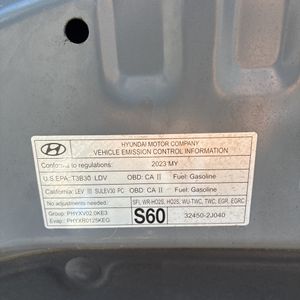 HYUNDAI MOTOR COMPANY
VEHICLE EMISSION CONTROL INFORMATION
Conforms to regulations: 2023 MY
U.S.EPA: T3B30 LDV OBD: CA II Fuel: Gasoline
California: LEV III SULEV30 PC OBD: CA II Fuel: Gasoline
No adjustments needed. SFI, WR-HO2S, HO2S, WU-TWC, TWC, EGR, EGRC
Group: PHYXV02.0KE3 S60 32450-2J040
Evap: PHYXR0125KEG